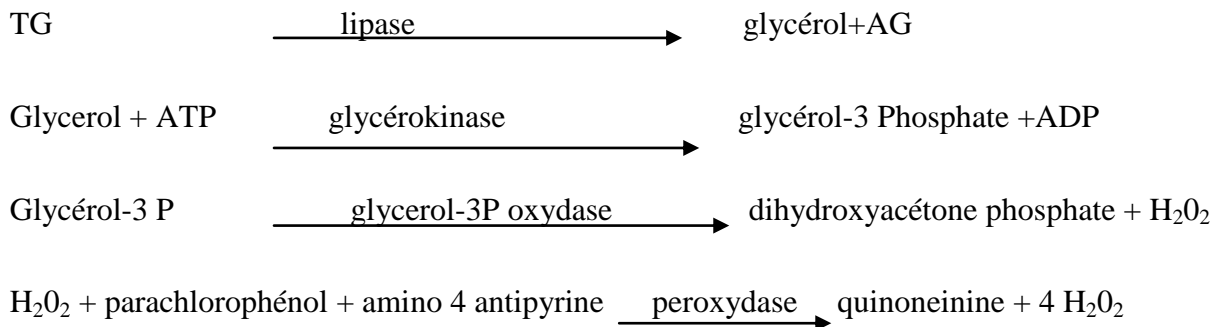 TG lipase glycérol+AG
Glycerol + ATP glycérokinase glycérol-3 Phosphate +ADP
Glycérol-3 P glycerol-3P oxydase dihydroxyacétone phosphate + H₂0₂
H₂0₂ + parachlorophénol + amino 4 antipyrine peroxydase quinoneinine + 4 H₂0₂